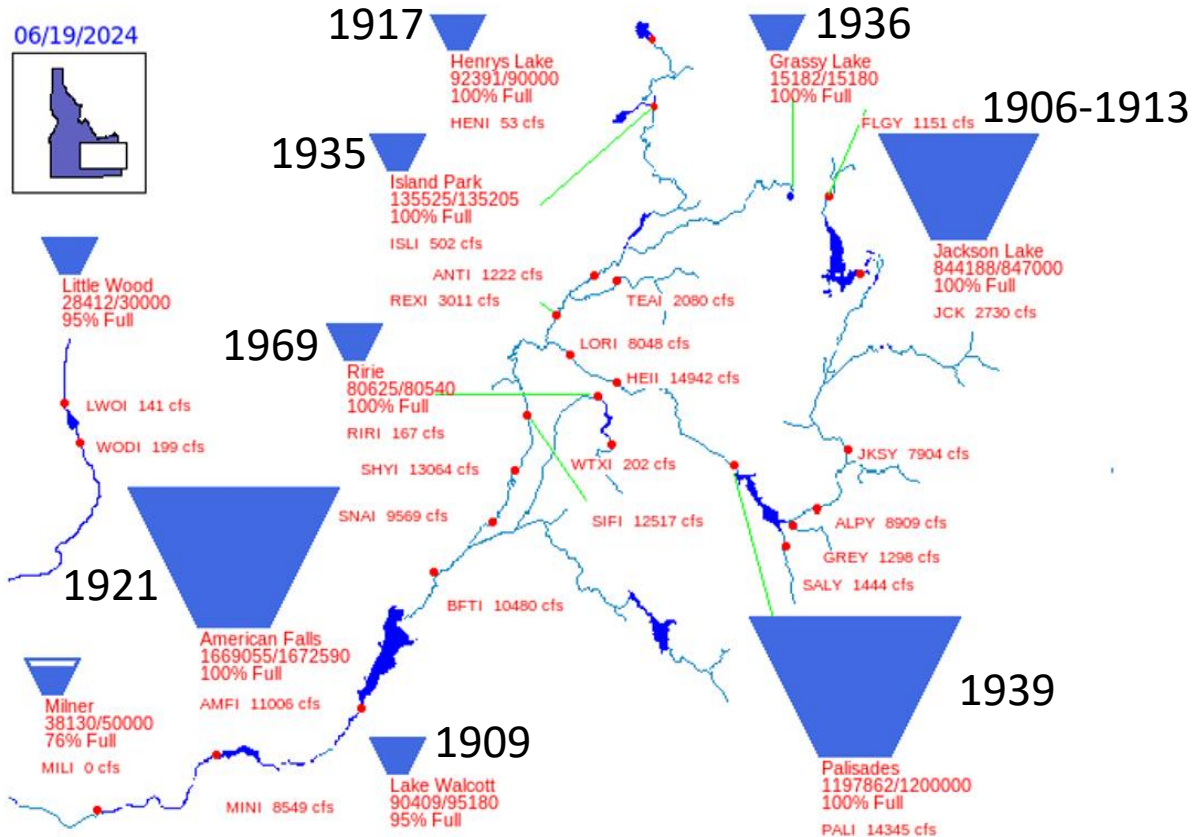 06/19/2024
1917
Henrys Lake
92391/90000
100% Full
HENI 53 cfs
1936
Grassy Lake
15182/15180
100% Full
FLGY 1151 cfs
1906-1913
Jackson Lake
844188/847000
100% Full
JCK 2730 cfs
1935
Island Park
135525/135205
100% Full
ISLI 502 cfs
ANTI 1222 cfs
REXI 3011 cfs
TEAI 2080 cfs
Little Wood
28412/30000
95% Full
LWOI 141 cfs
WODI 199 cfs
1969
Ririe
80625/80540
100% Full
RIRI 167 cfs
LORI 8048 cfs
HEII 14942 cfs
SHYI 13064 cfs
WTXI 202 cfs
JKSY 7904 cfs
SNAI 9569 cfs
SIFI 12517 cfs
ALPY 8909 cfs
GREY 1298 cfs
SALY 1444 cfs
1921
American Falls
1669055/1672590
100% Full
AMFI 11006 cfs
BFTI 10480 cfs
Milner
38130/50000
76% Full
MILI 0 cfs
1909
Lake Walcott
90409/95180
95% Full
MINI 8549 cfs
1939
Palisades
1197862/1200000
100% Full
PALI 14345 cfs